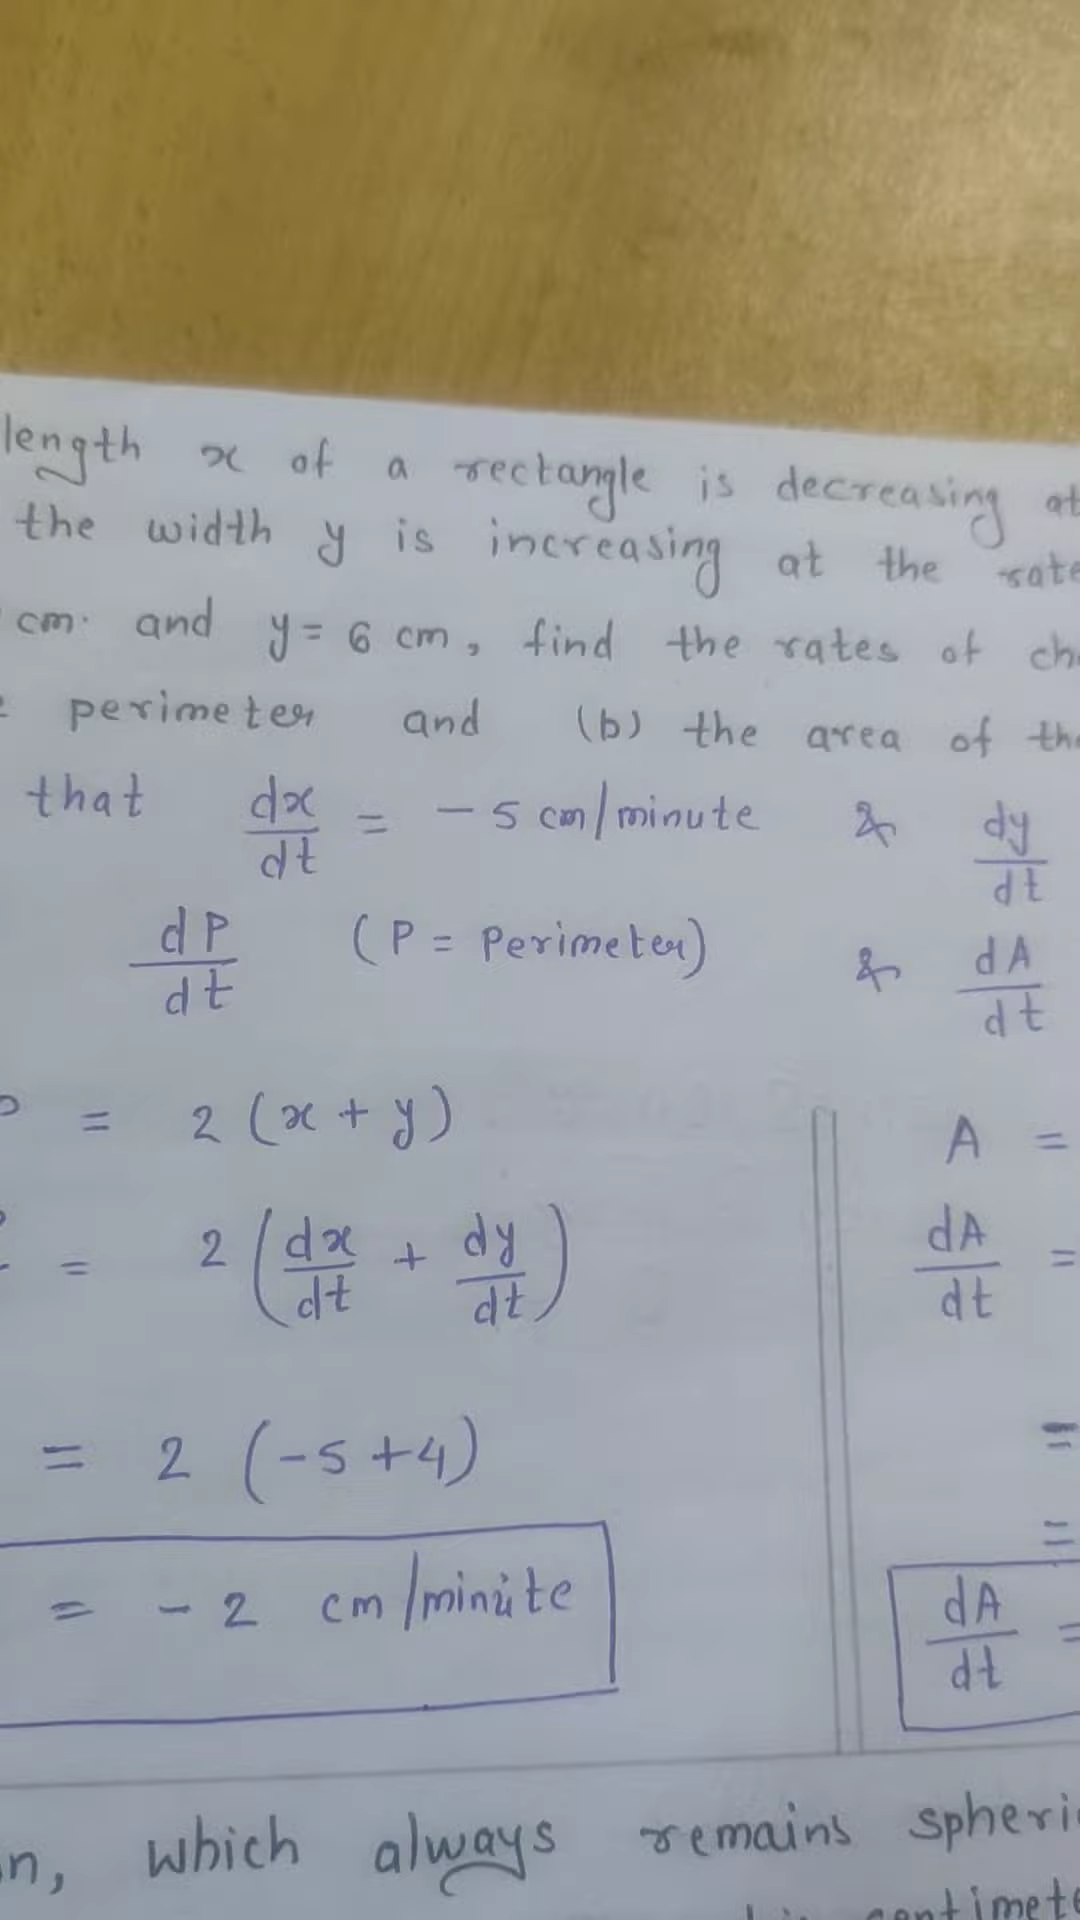 length x of a rectangle is decreasing at
the width y is increasing at the rate
cm. and y = 6 cm, find the rates of
perimeter and (b) the area of
that dx/dt = -5 cm/minute & dy/dt
dP/dt (P = Perimeter) & dA/dt
= 2 (x + y)
A =
= 2 (dx/dt + dy/dt)
dA/dt =
= 2 (-5+4)
=
=
= -2 cm/minute
dA/dt =
which always remains